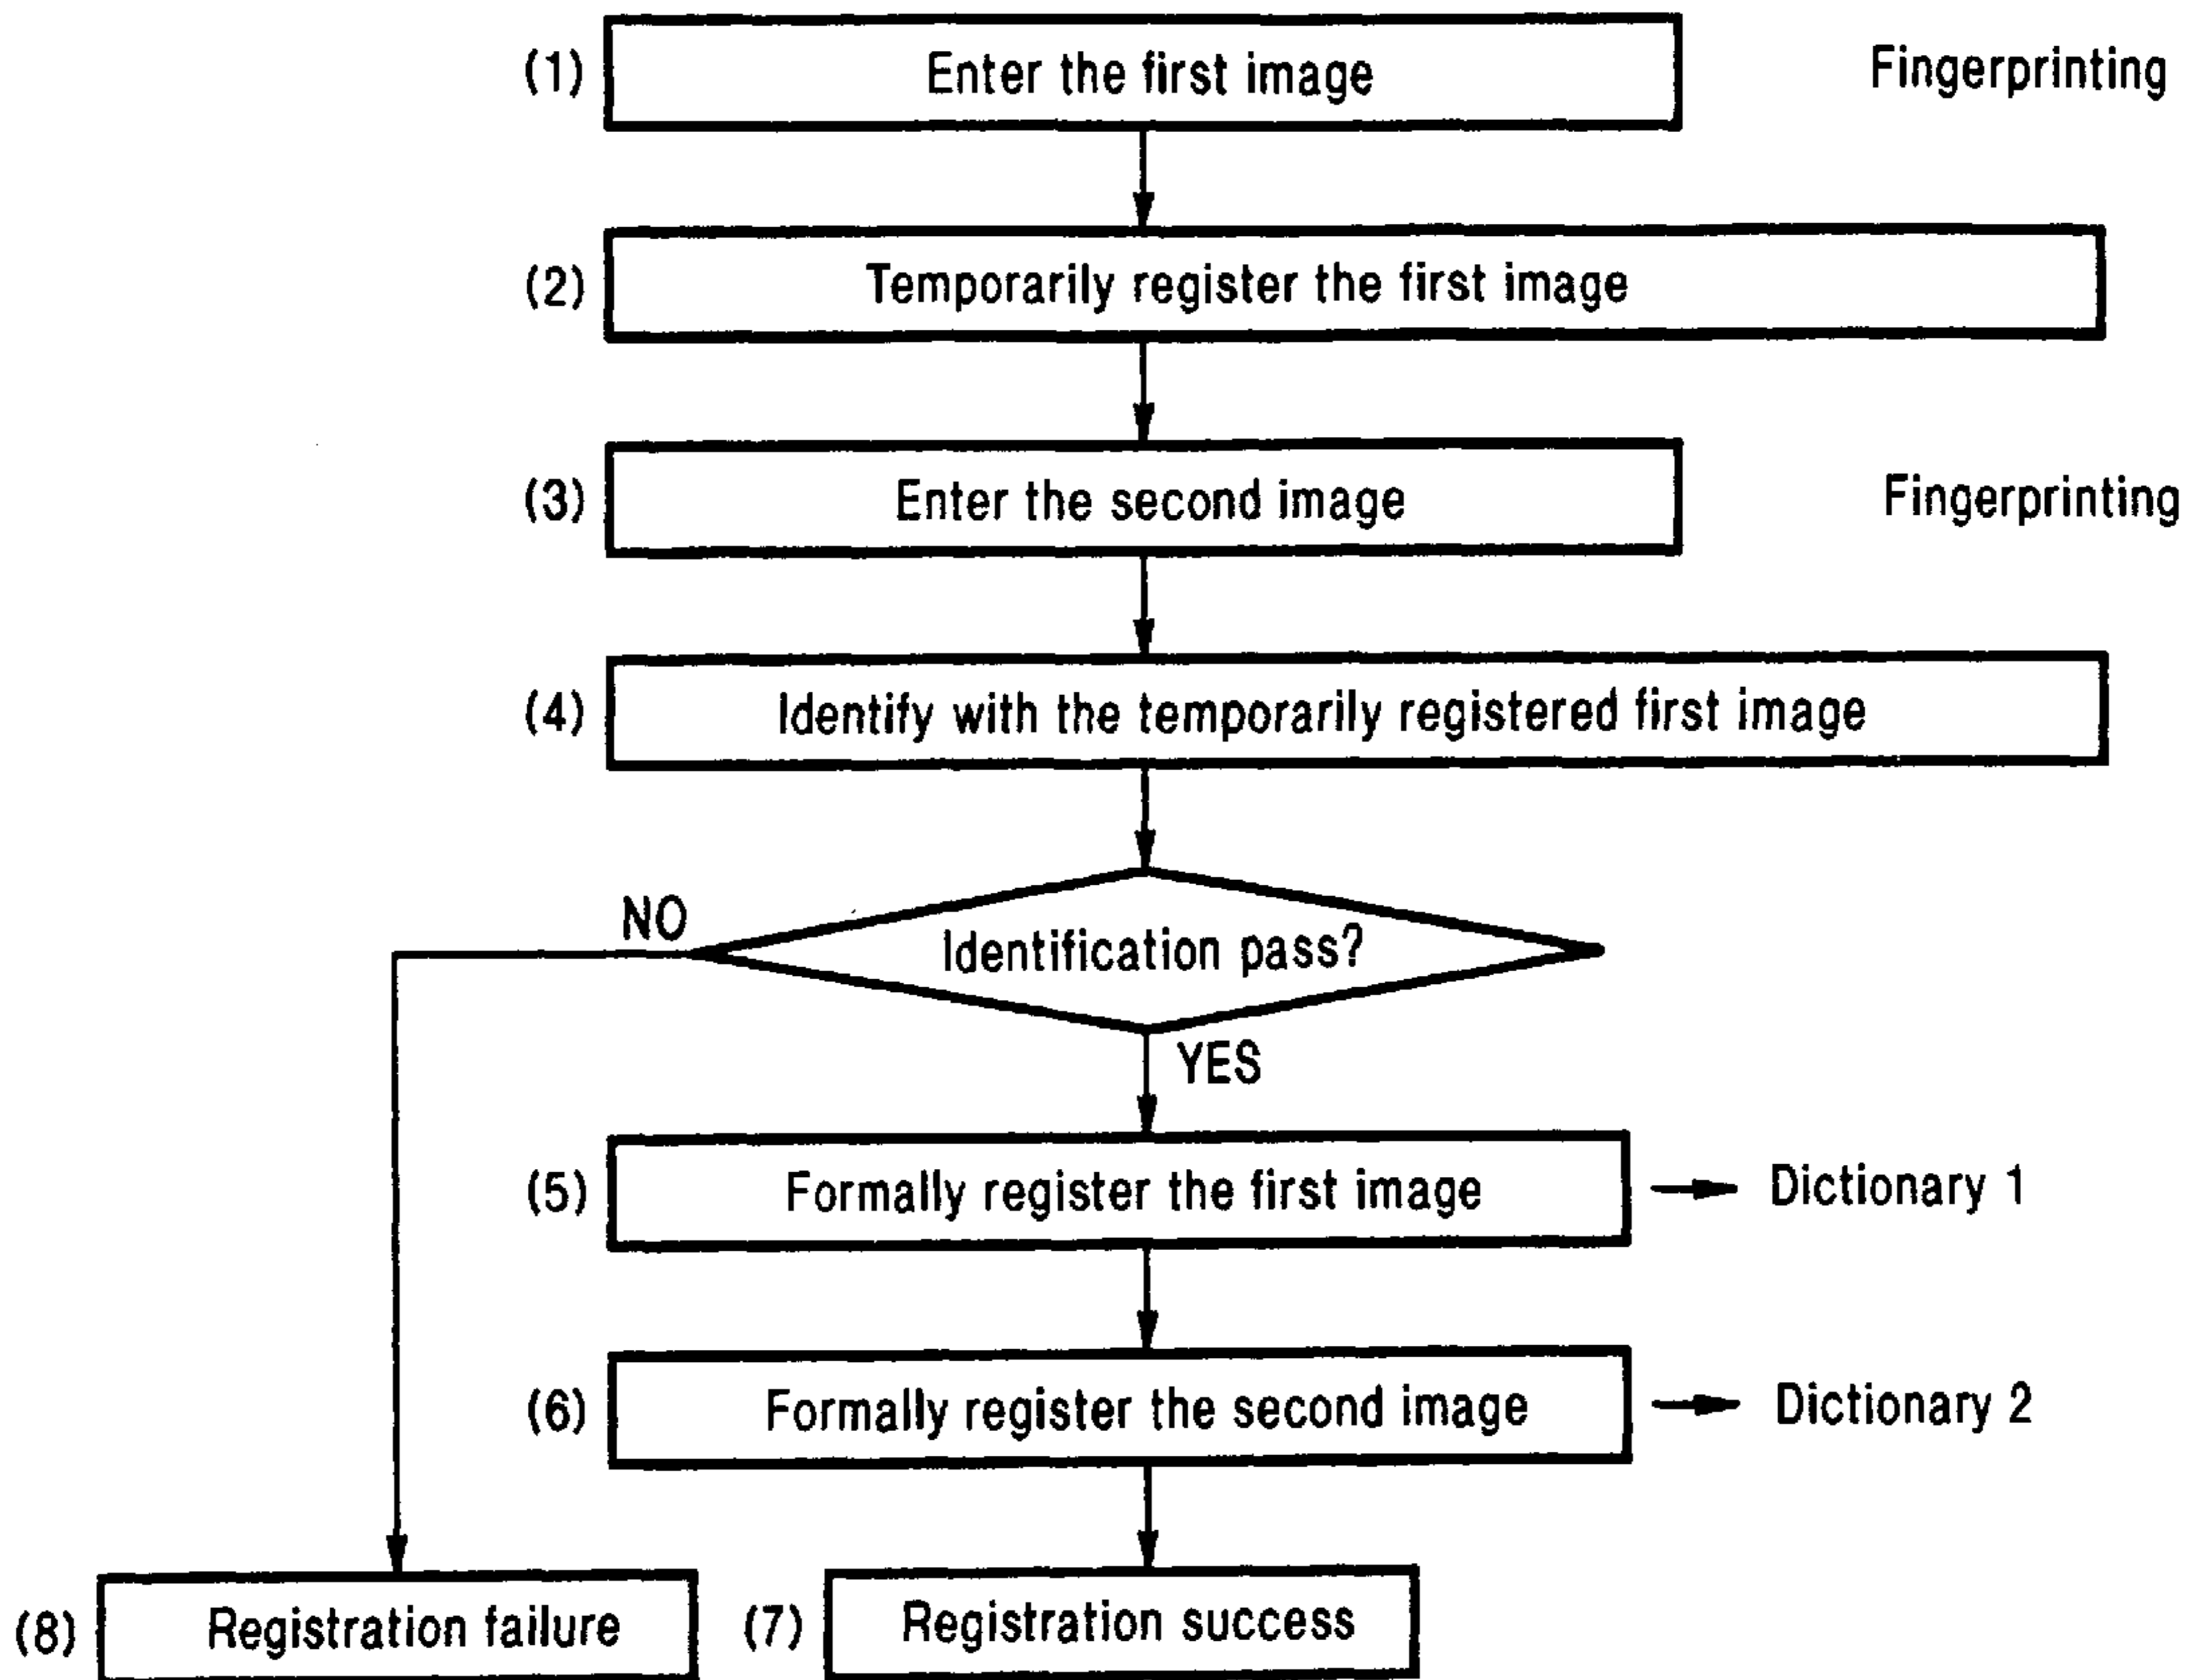 (1) Enter the first image Fingerprinting
(2) Temporarily register the first image
(3) Enter the second image Fingerprinting
(4) Identify with the temporarily registered first image
NO
Identification pass?
YES
(5) Formally register the first image Dictionary 1
(6) Formally register the second image Dictionary 2
(8) Registration failure (7) Registration success